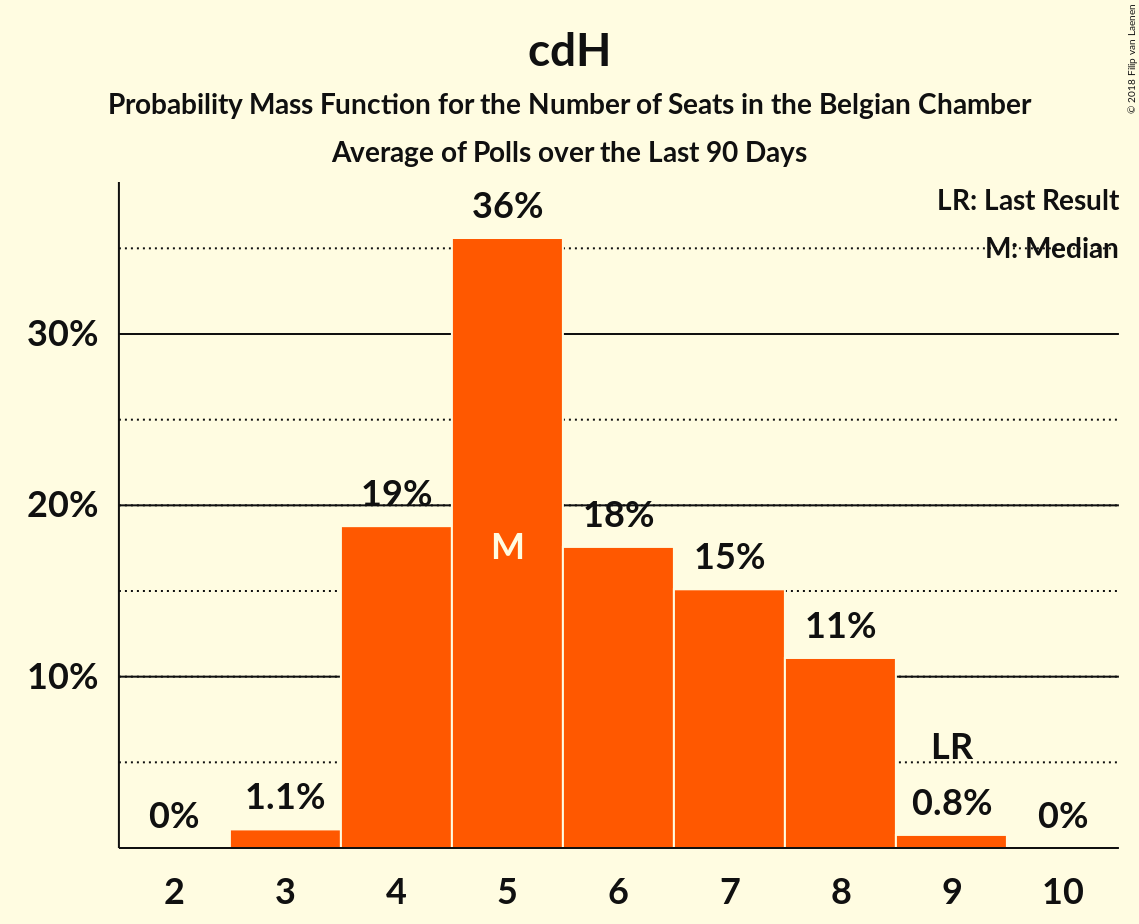 cdH
Probability Mass Function for the Number of Seats in the Belgian Chamber
Average of Polls over the Last 90 Days
© 2018 Filip van Laenen
LR: Last Result
M: Median
36%
30%
19%
20%
18%
M
15%
11%
10%
LR
1.1%
0.8%
0%
0%
2 3 4 5 6 7 8 9 10